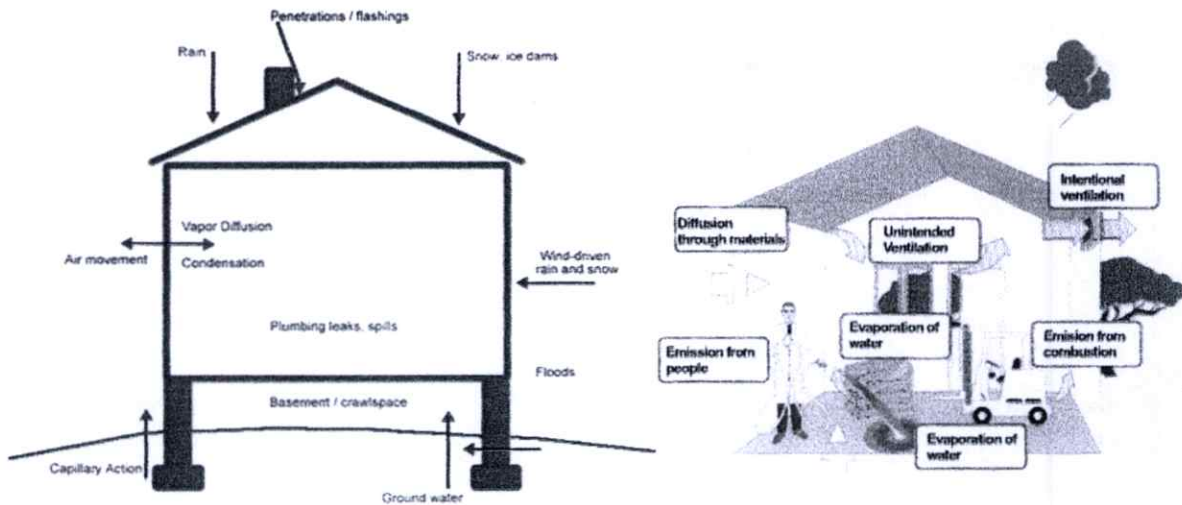 Penetrations / flashings
Rain
Snow, ice dams
Vapor Diffusion
Air movement
Condensation
Wind-driven
rain and snow
Plumbing leaks, spills
Floods
Basement / crawlspace
Capillary Action
Ground water
Intentional
ventilation
Diffusion
through materials
Unintended
Ventilation
Evaporation of
water
Emission from
people
Emision from
combustion
Evaporation of
water